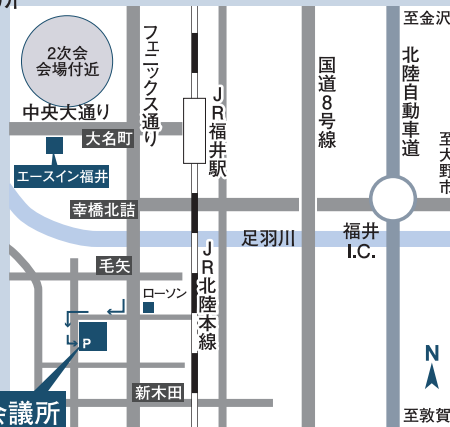 所
至金沢
2次会
会場付近
フェニックス通り
中央大通り
大名町
エースイン福井
JR福井駅
国道8号線
北陸自動車道
至大野市
幸橋北詰
足羽川
福井
I.C.
毛矢
ローソン
JR北陸本線
P
新木田
会議所
N
至敦賀